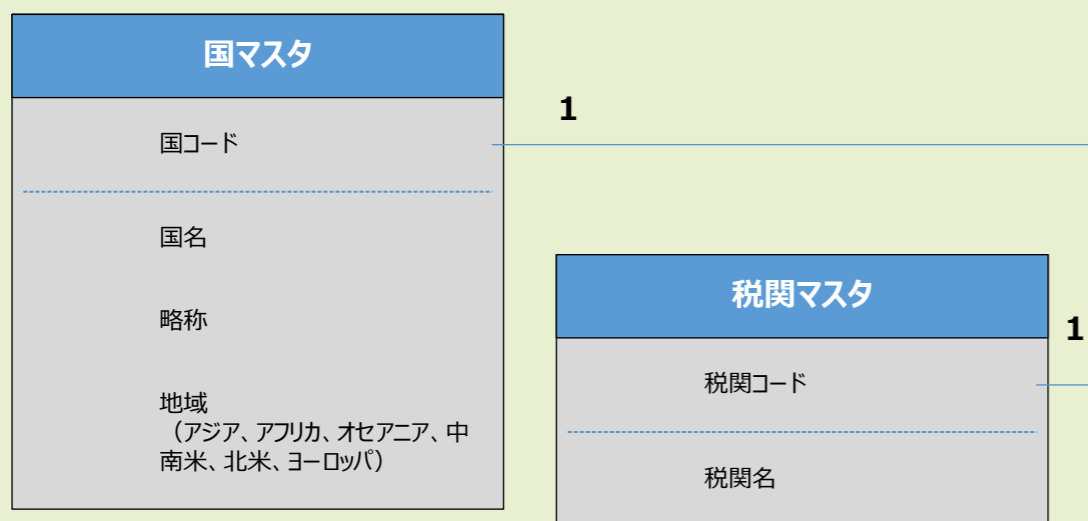 国マスタ
1
国コード
国名
略称
地域
（アジア、アフリカ、オセアニア、中
南米、北米、ヨーロッパ）
税関マスタ
1
税関コード
税関名